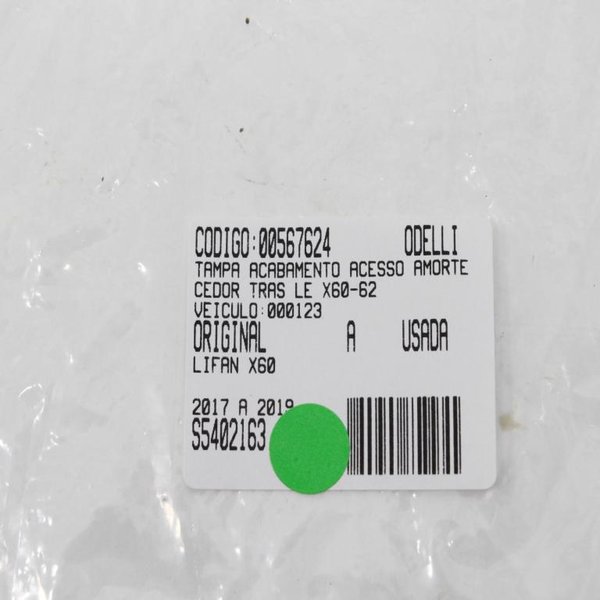 CODIGO:00567624 ODELLI
TAMPA ACABAMENTO ACESSO AMORTE
CEDOR TRAS LE X60-62
VEICULO:000123
ORIGINAL A USADA
LIFAN X60
2017 A 2019
S5402163